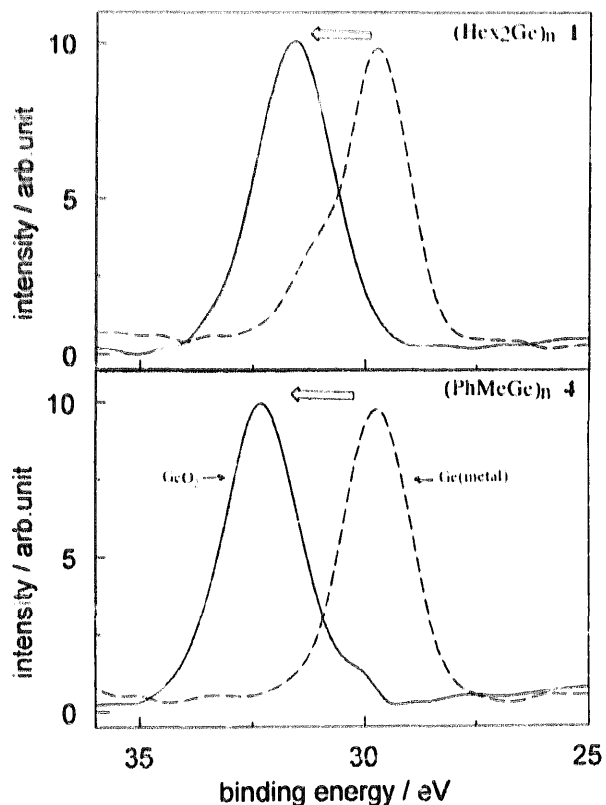 (Hex2Ge)n 1
10
5
0
intensity / arb.unit
(PhMeGe)n 4
10
GeO2
Ge(metal)
5
0
intensity / arb.unit
35
30
25
binding energy / eV